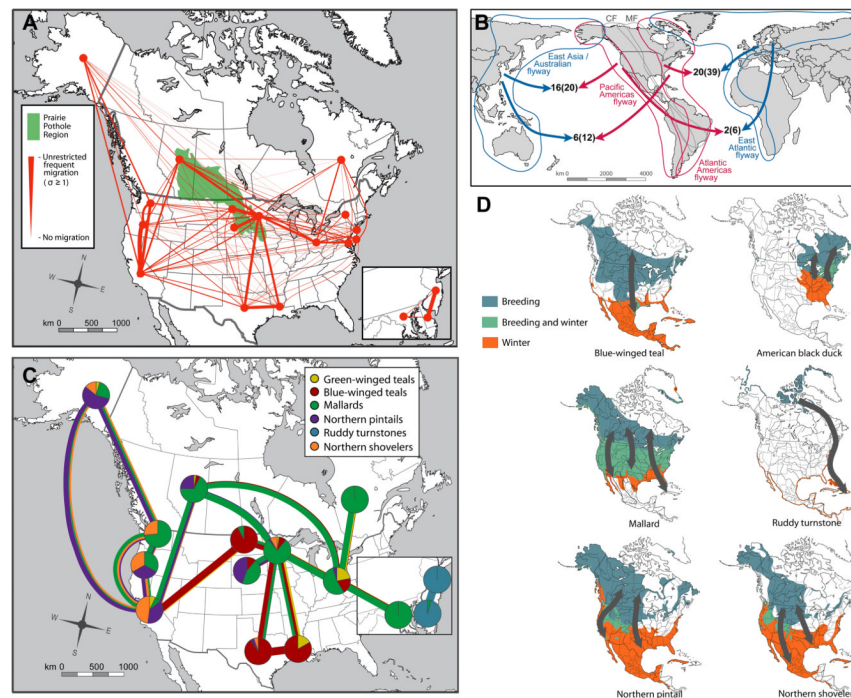 A
Prairie
Pothole
Region
- Unrestricted
frequent
migration
( σ ≥ 1)
- No migration
N
W
E
S
km 0 500 1000
B
CF MF
East Asia /
Australian
flyway
20(39)
16(20)
Pacific
Americas
flyway
6(12)
2(6)
East
Atlantic
flyway
Atlantic
Americas
flyway
km 0 2000 4000
C
Green-winged teals
Blue-winged teals
Mallards
Northern pintails
Ruddy turnstones
Northern shovelers
N
W
E
S
km 0 500 1000
D
Breeding
Breeding and winter
Winter
Blue-winged teal
American black duck
Mallard
Ruddy turnstone
Northern pintail
Northern shoveler